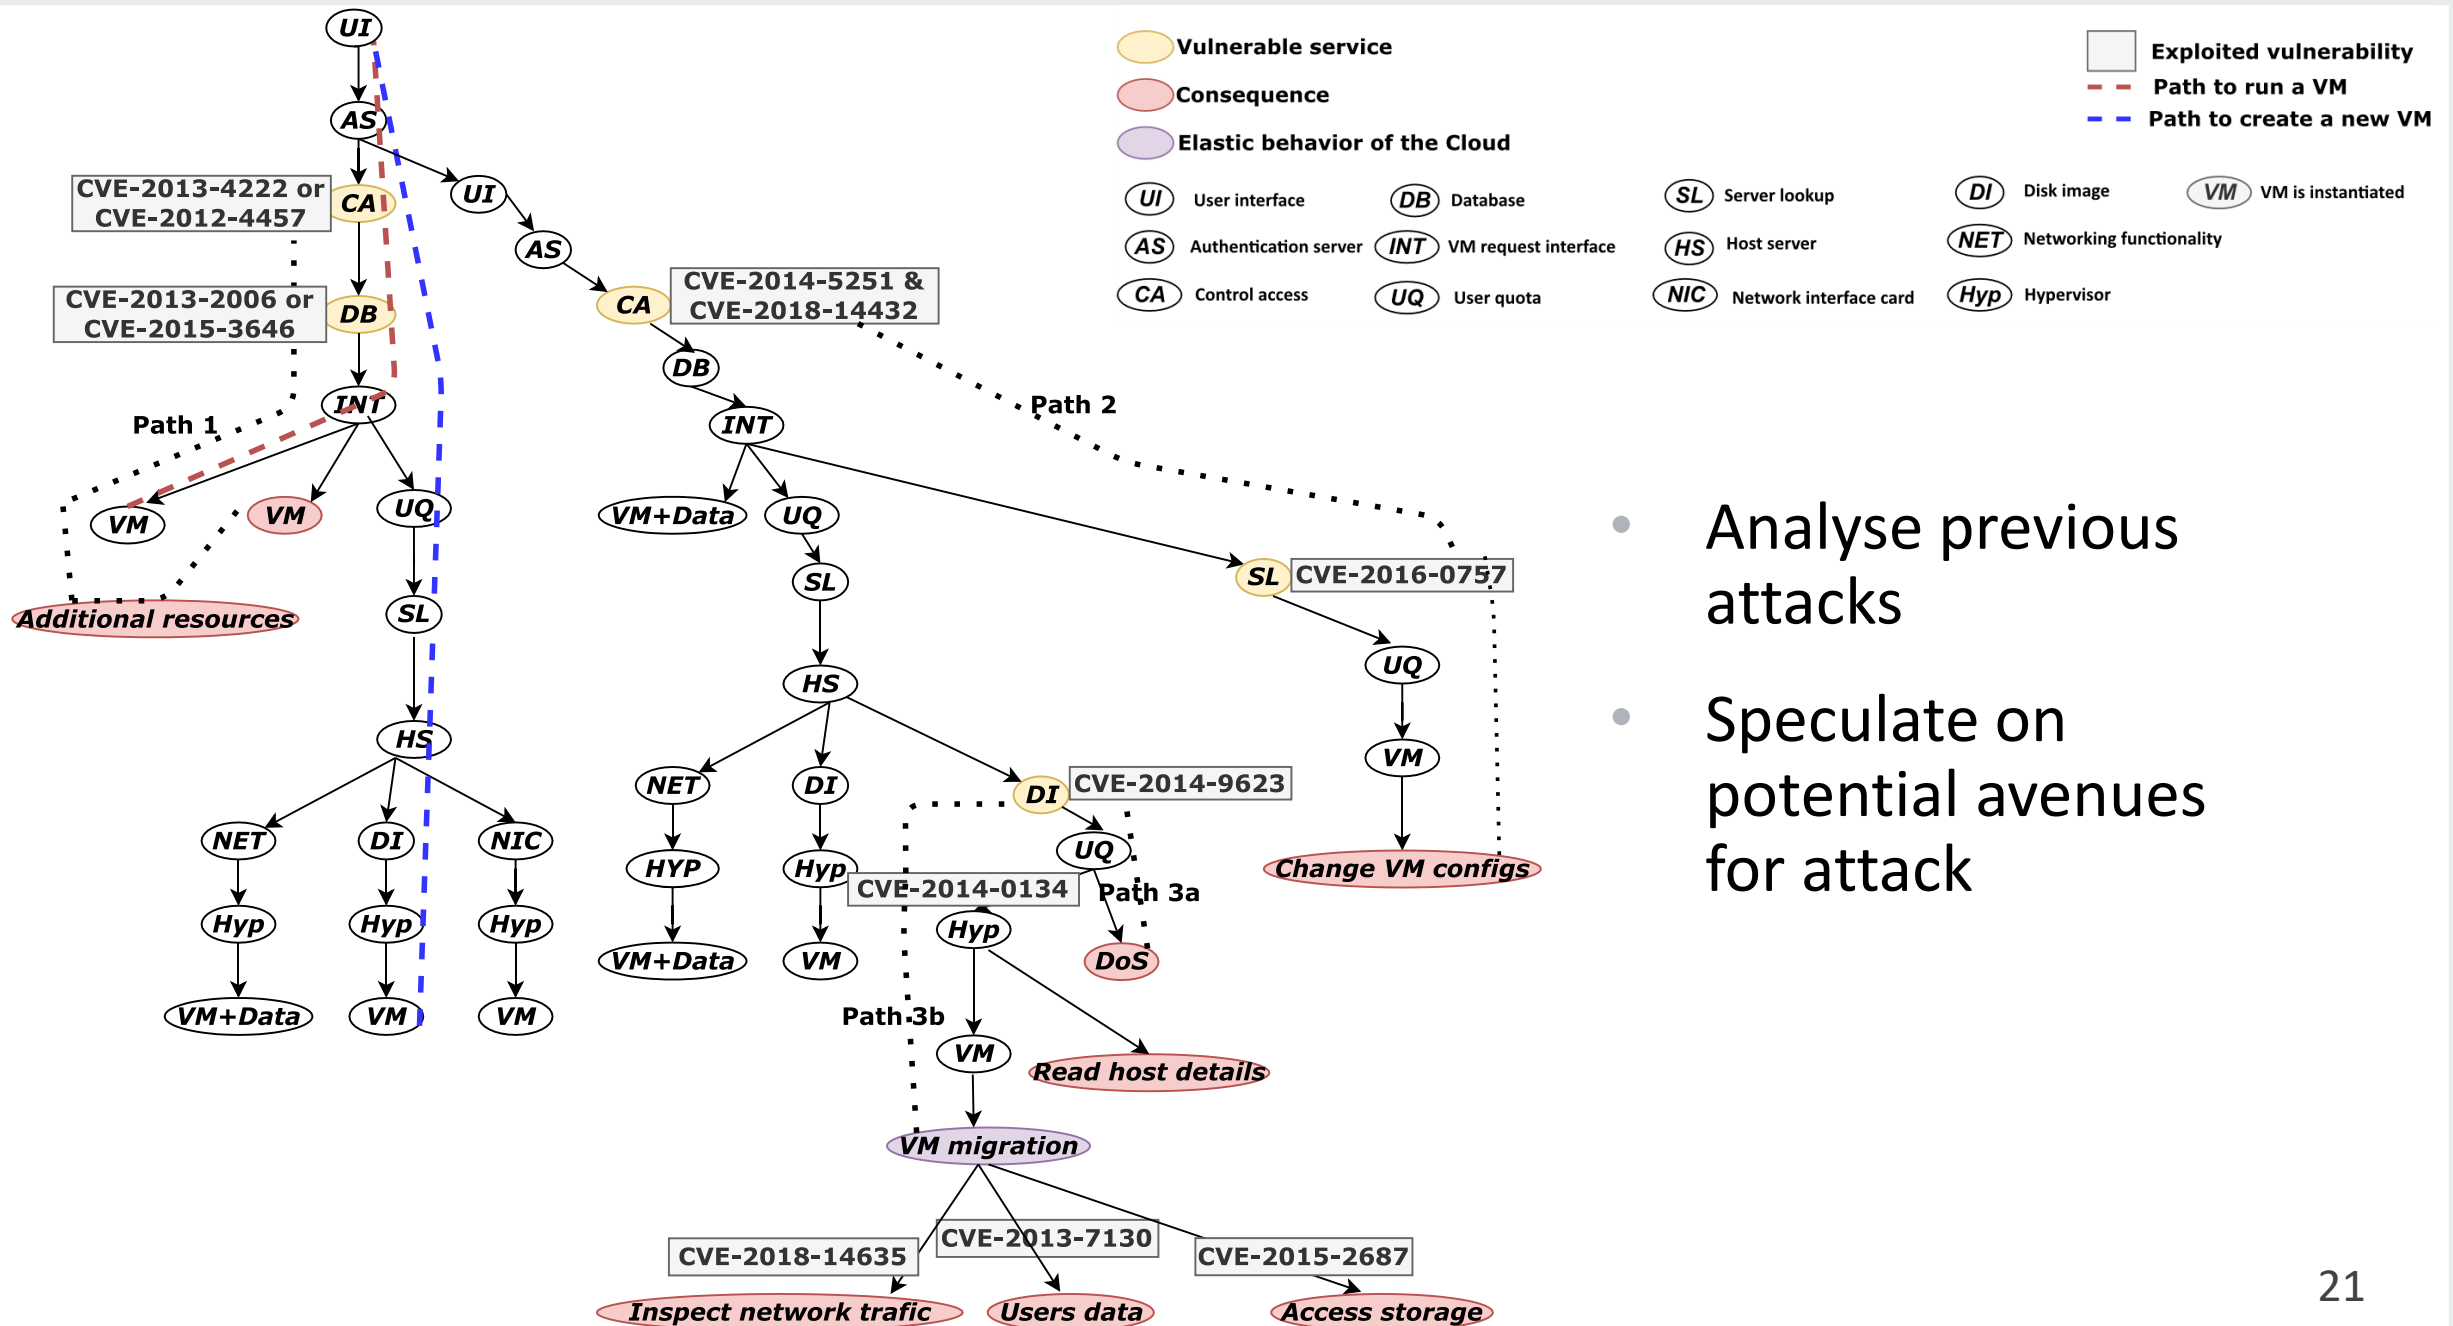 UI
Vulnerable service
Exploited vulnerability
Path to run a VM
Consequence
Path to create a new VM
AS
Elastic behavior of the Cloud
CVE-2013-4222 or
CVE-2012-4457
CA
UI
UI User interface
DB Database
SL Server lookup
DI Disk image
VM VM is instantiated
AS
AS Authentication server
INT VM request interface
HS Host server
NET Networking functionality
CA Control access
UQ User quota
NIC Network interface card
Hyp Hypervisor
CVE-2013-2006 or
CVE-2015-3646
DB
CA
CVE-2014-5251 &
CVE-2018-14432
DB
INT
Path 1
INT
Path 2
VM
VM
UQ
VM+Data
UQ
Additional resources
SL
SL
SL
CVE-2016-0757
UQ
HS
HS
VM
NET
DI
NIC
NET
DI
DI
CVE-2014-9623
UQ
Hyp
Hyp
Hyp
HYP
Hyp
CVE-2014-0134
Path 3a
Change VM configs
Hyp
VM+Data
VM
DoS
VM+Data
VM
VM
Path 3b
VM
Read host details
VM migration
CVE-2018-14635
CVE-2013-7130
CVE-2015-2687
Inspect network trafic
Users data
Access storage
• Analyse previous
attacks
• Speculate on
potential avenues
for attack
21